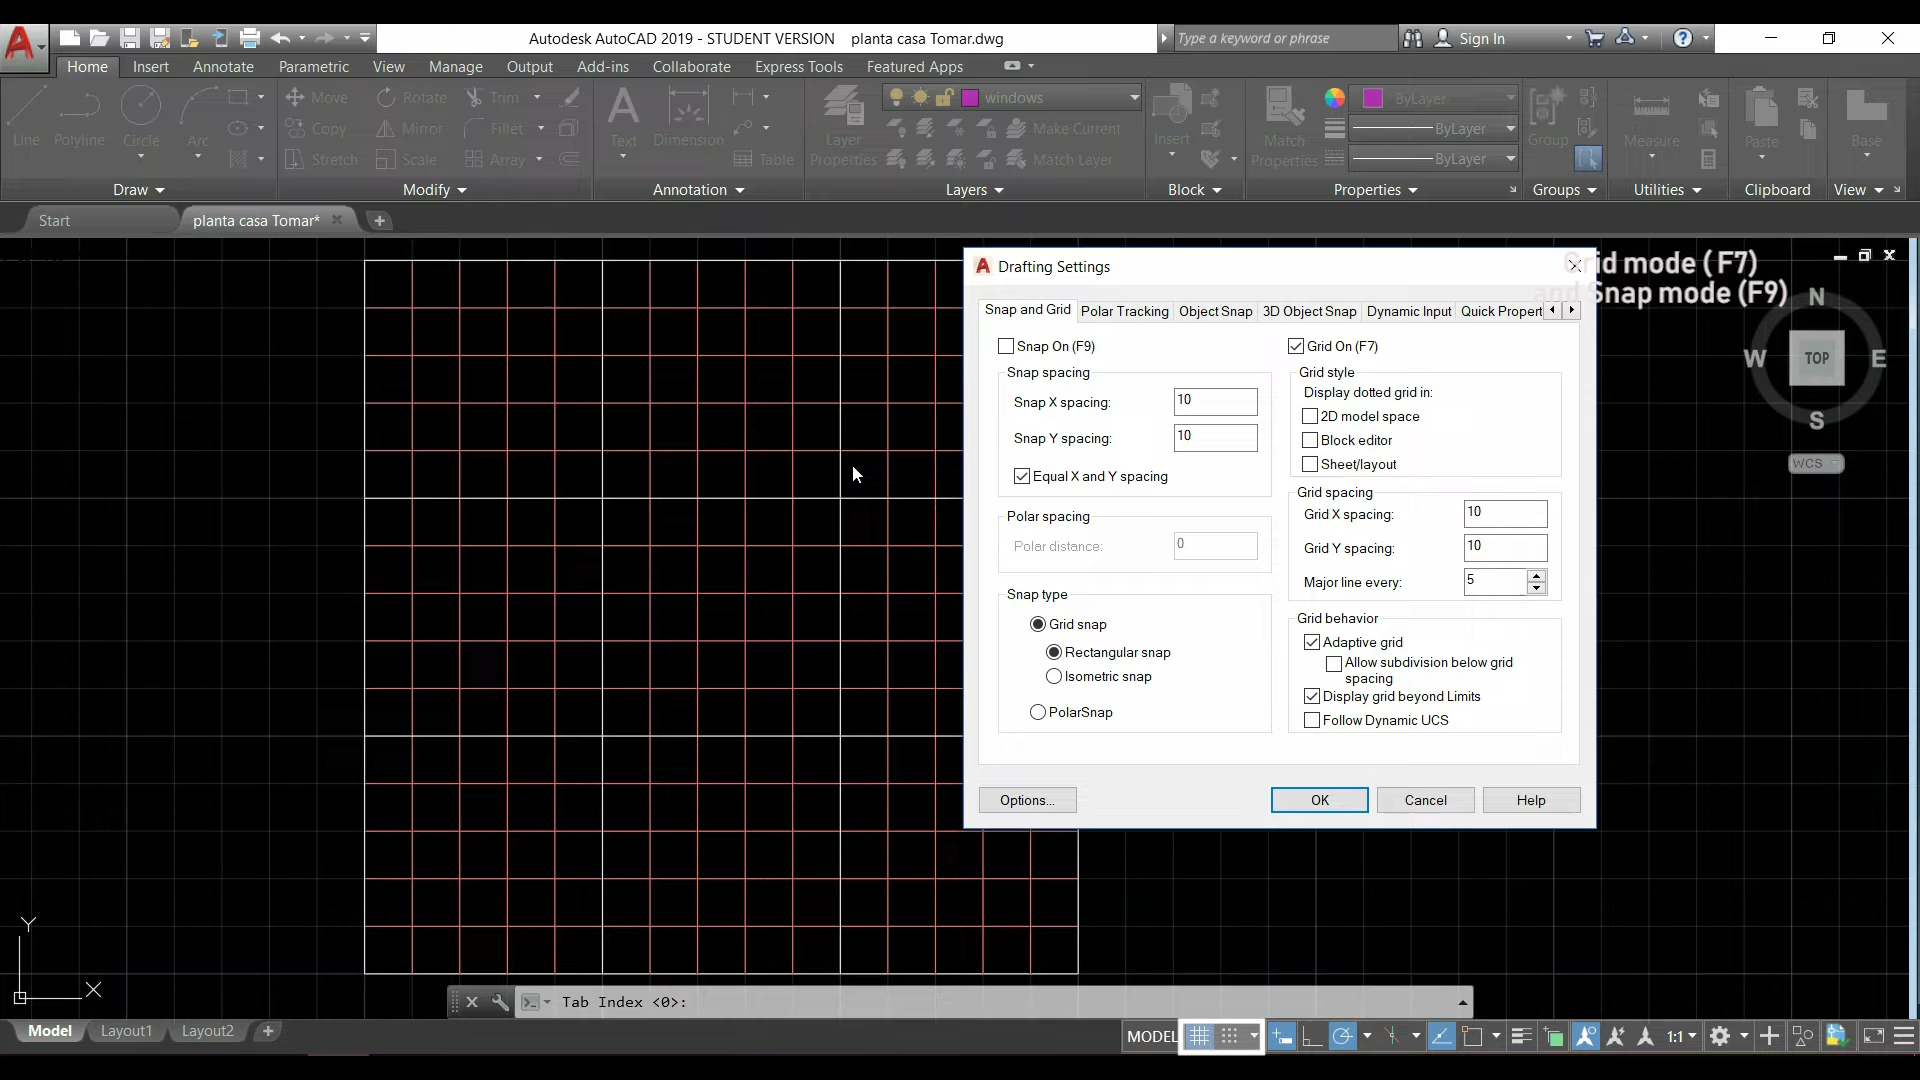 Autodesk AutoCAD 2019 - STUDENT VERSION planta casa Tomar.dwg
Type a keyword or phrase
Sign In
Home Insert Annotate Parametric View Manage Output Add-ins Collaborate Express Tools Featured Apps
Line
Polyline
Circle
Arc
Move
Rotate
Trim
Copy
Mirror
Fillet
Stretch
Scale
Array
Text
Dimension
Table
Layer
Properties
windows
Make Current
Match Layer
Insert
Match
Properties
ByLayer
ByLayer
ByLayer
Group
Measure
Paste
Base
Draw
Modify
Annotation
Layers
Block
Properties
Groups
Utilities
Clipboard
View
Start
planta casa Tomar*
Drafting Settings
Snap and Grid Polar Tracking Object Snap 3D Object Snap Dynamic Input Quick Propert
Snap On (F9)
Snap spacing
Snap X spacing: 10
Snap Y spacing: 10
Equal X and Y spacing
Polar spacing
Polar distance: 0
Snap type
Grid snap
Rectangular snap
Isometric snap
PolarSnap
Grid On (F7)
Grid style
Display dotted grid in:
2D model space
Block editor
Sheet/layout
Grid spacing
Grid X spacing: 10
Grid Y spacing: 10
Major line every: 5
Grid behavior
Adaptive grid
Allow subdivision below grid
spacing
Display grid beyond Limits
Follow Dynamic UCS
Options... OK Cancel Help
Grid mode ( F7)
and Snap mode (F9)
N
W TOP E
S
WCS
Y
X
Tab Index <0>:
Model Layout1 Layout2
MODEL
1:1